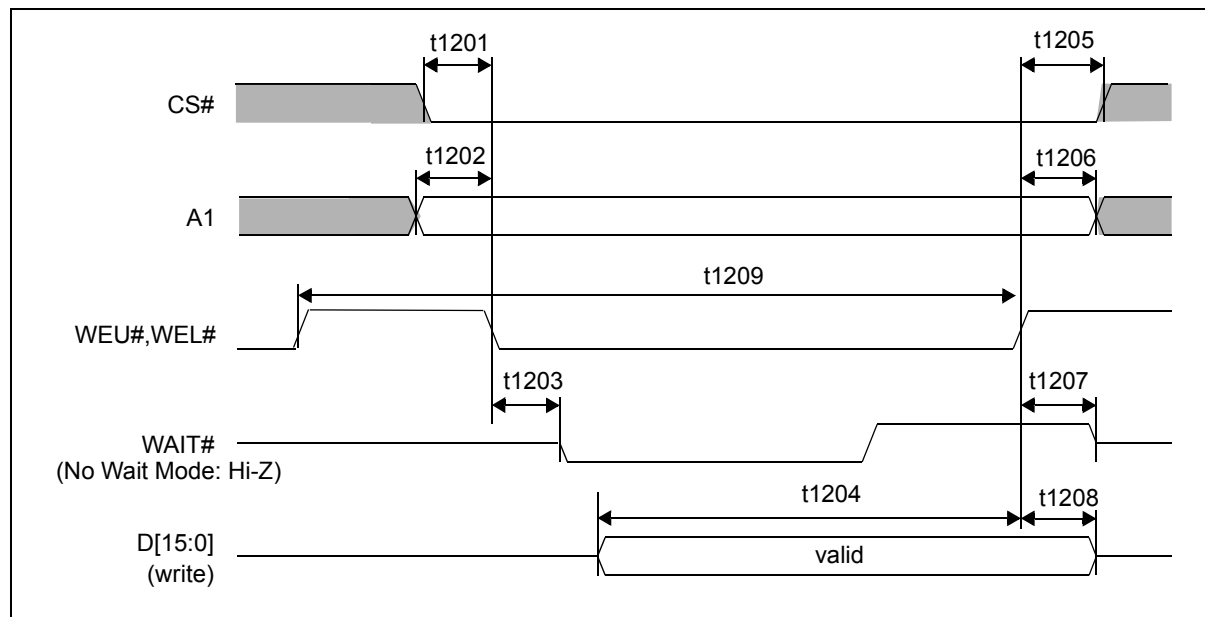 t1201
t1205
CS#
t1202
t1206
A1
t1209
WEU#,WEL#
t1203
t1207
WAIT#
(No Wait Mode: Hi-Z)
t1204
t1208
D[15:0]
(write)
valid